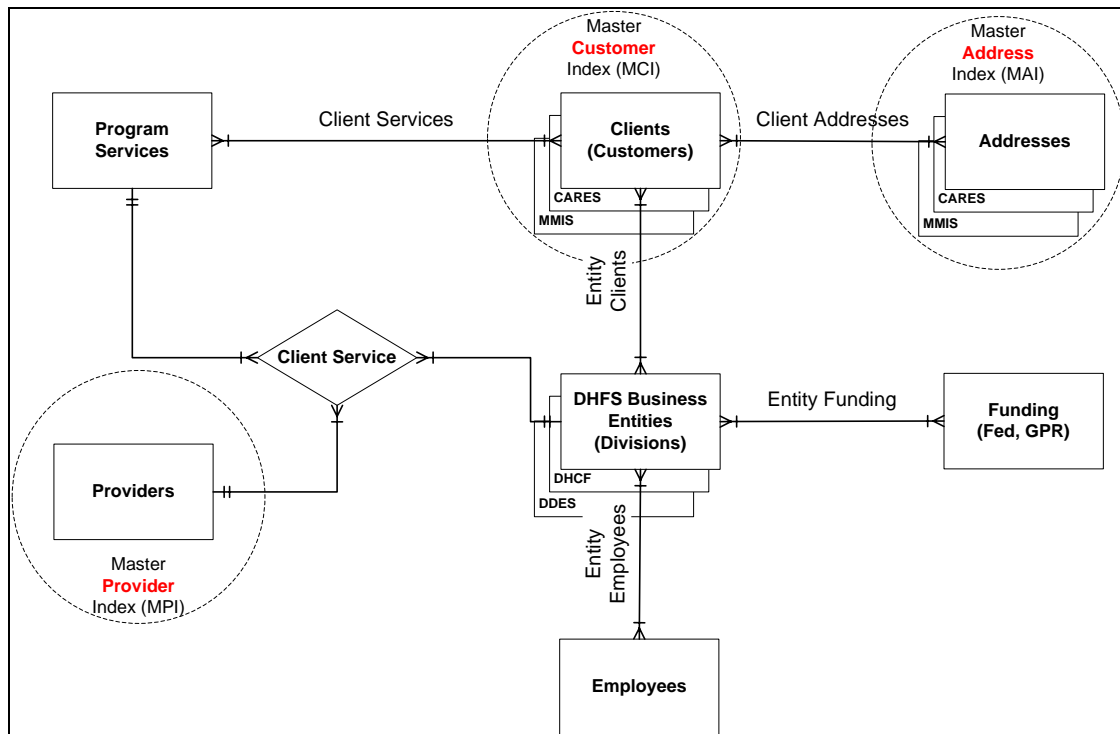 Master
Customer
Index (MCI)
Master
Address
Index (MAI)
Program
Services
Client Services
Clients
(Customers)
CARES
MMIS
Client Addresses
Addresses
CARES
MMIS
Entity
Clients
Client Service
DHFS Business
Entities
(Divisions)
DHCF
DDES
Entity Funding
Funding
(Fed, GPR)
Providers
Master
Provider
Index (MPI)
Entity
Employees
Employees